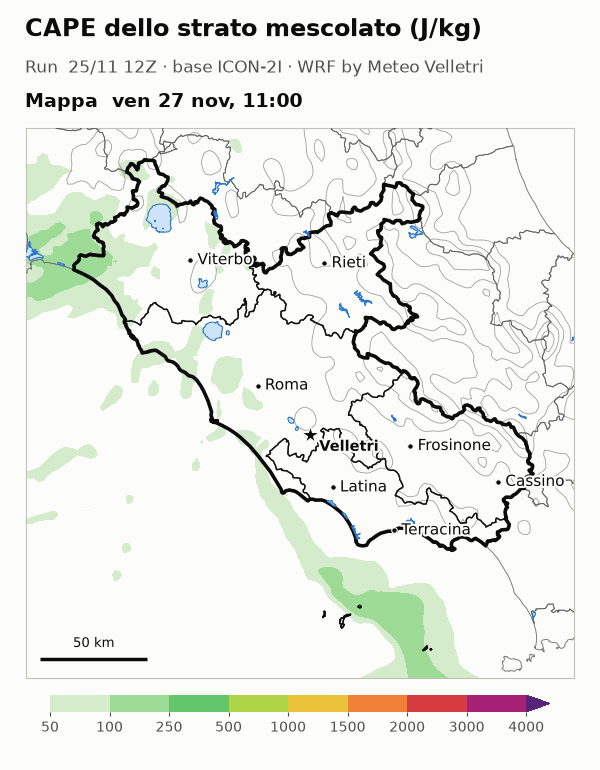 CAPE dello strato mescolato (J/kg)
Run  25/11 12Z · base ICON-2I · WRF by Meteo Velletri
Mappa  ven 27 nov, 11:00
Viterbo
Rieti
Roma
Velletri
Frosinone
Cassino
Latina
Terracina
50 km
50 100 250 500 1000 1500 2000 3000 4000